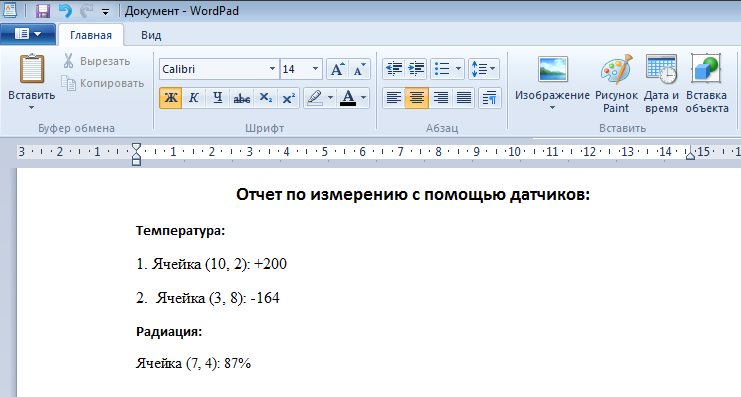 Документ - WordPad
Главная Вид
Вставить
Вырезать
Копировать
Буфер обмена
Calibri 14
Ж К Ч abc X₂ X²
Шрифт
Абзац
Изображение
Рисунок Paint
Дата и время
Вставка объекта
Вставить
3 2 1 1 2 3 4 5 6 7 8 9 10 11 12 13 14 15
Отчет по измерению с помощью датчиков:
Температура:
1. Ячейка (10, 2): +200
2. Ячейка (3, 8): -164
Радиация:
Ячейка (7, 4): 87%